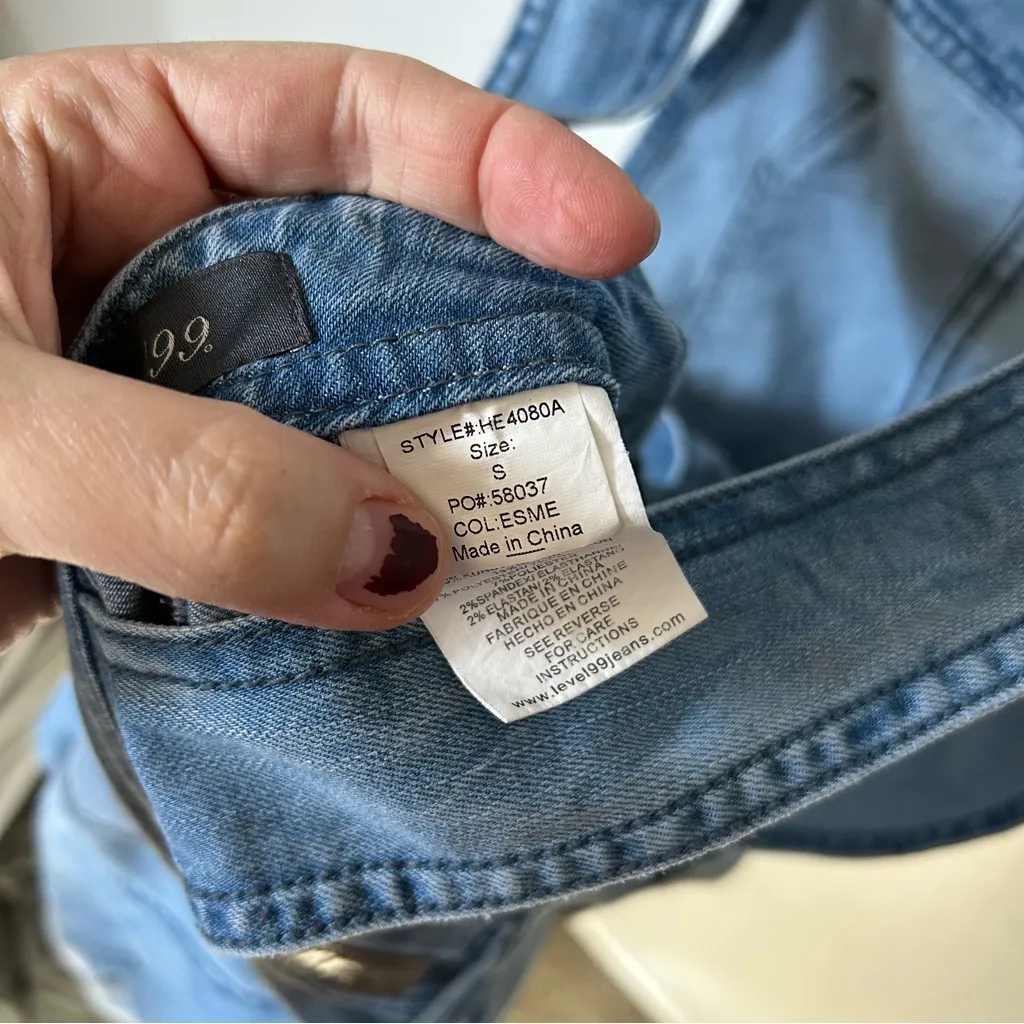 99.
STYLE#:HE4080A
Size:
S
PO#:58037
COL:ESME
Made in China
2%SPANDEX/ELASTHANNE
2% ELASTAN/2% ELASTANO
MADE IN CHINA
FABRIQUE EN CHINE
HECHO EN CHINA
SEE REVERSE
FOR CARE
INSTRUCTIONS
www.level99jeans.com